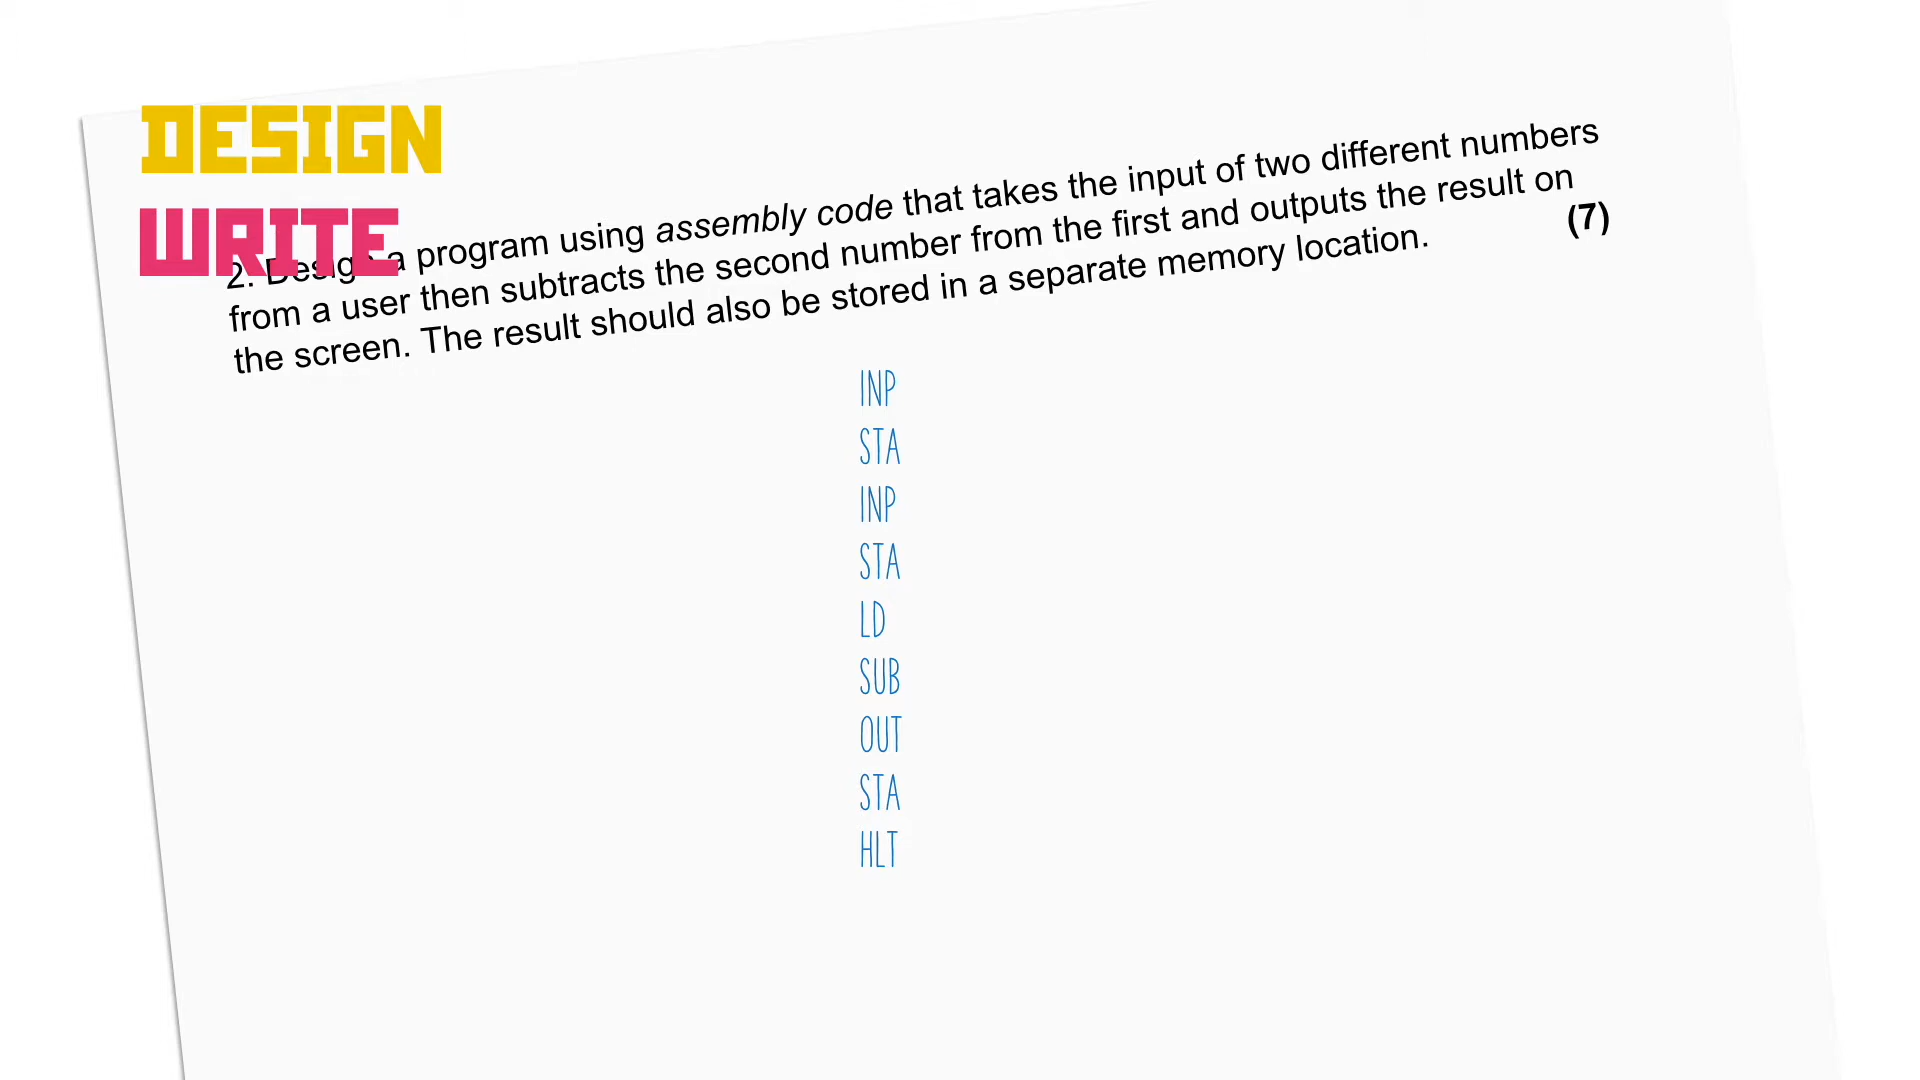 DESIGN
WRITE
2. Design a program using assembly code that takes the input of two different numbers
from a user then subtracts the second number from the first and outputs the result on
the screen. The result should also be stored in a separate memory location.
(7)
INP
STA
INP
STA
LD
SUB
OUT
STA
HLT